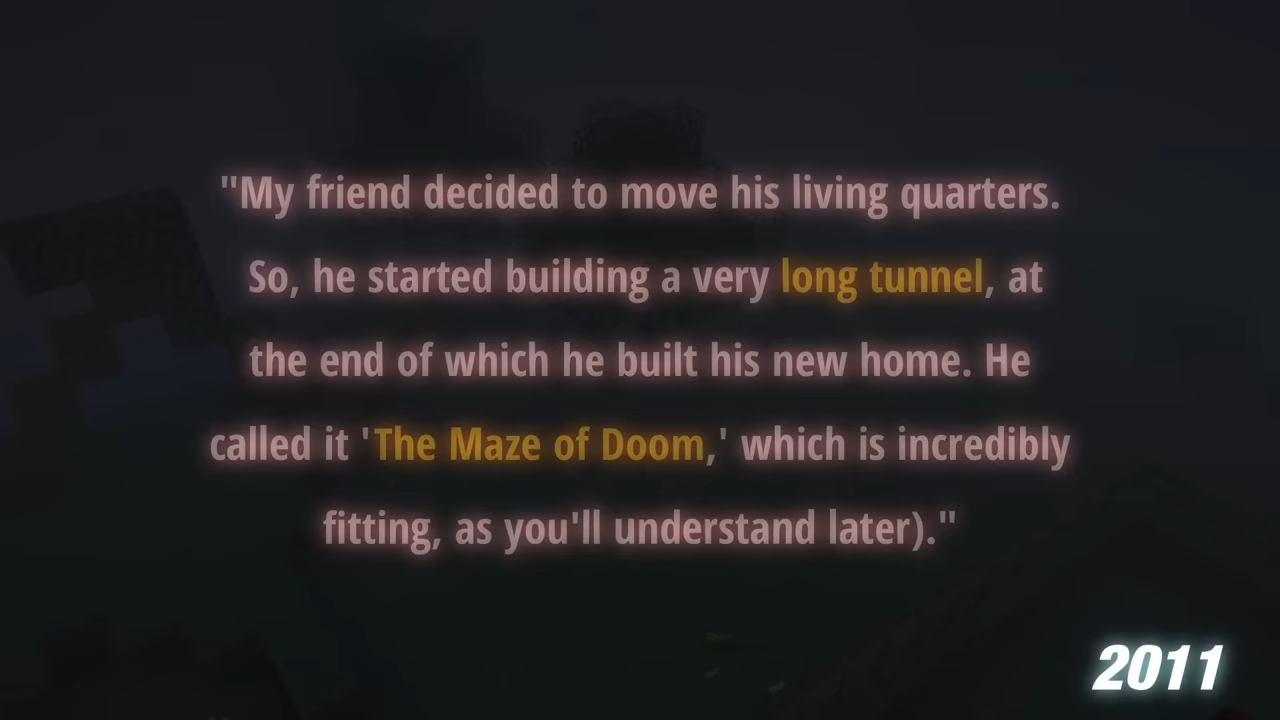 "My friend decided to move his living quarters.
So, he started building a very long tunnel, at
the end of which he built his new home. He
called it 'The Maze of Doom,' which is incredibly
fitting, as you'll understand later)."
2011